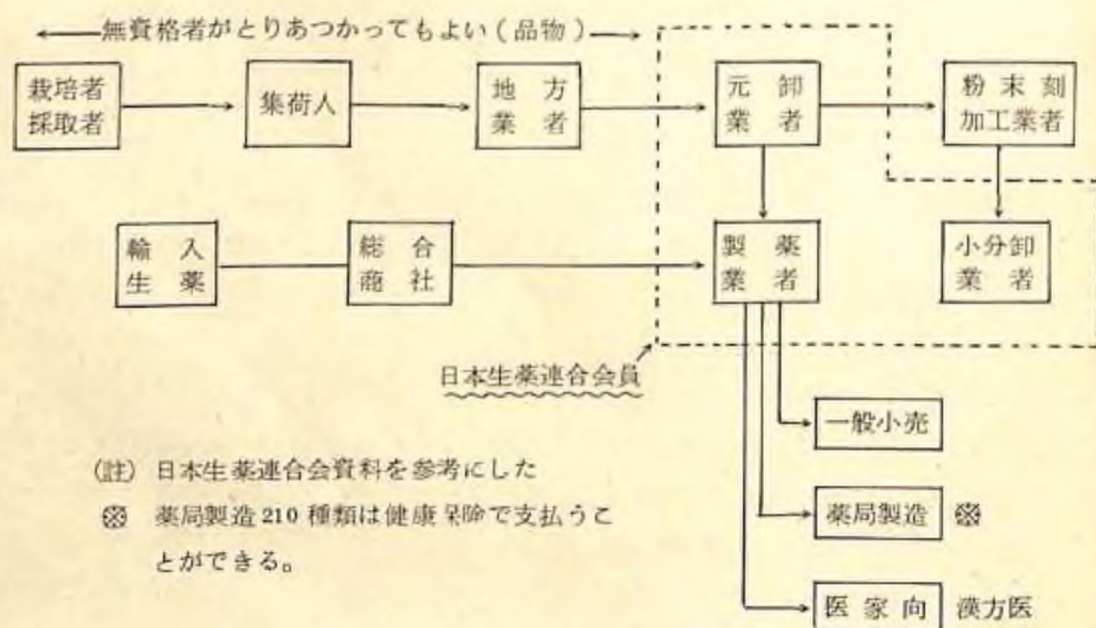 無資格者がとりあつかってもよい（品物）
栽培者
採取者
集荷人
地方
業者
元卸
業者
粉末刻
加工業者
輸入
生薬
総合
商社
製薬
業者
小分卸
業者
日本生薬連合会員
一般小売
(註) 日本生薬連合会資料を参考にした
※ 薬局製造210種類は健康保険で支払うこ
とができる。
薬局製造 ※
医家向 漢方医